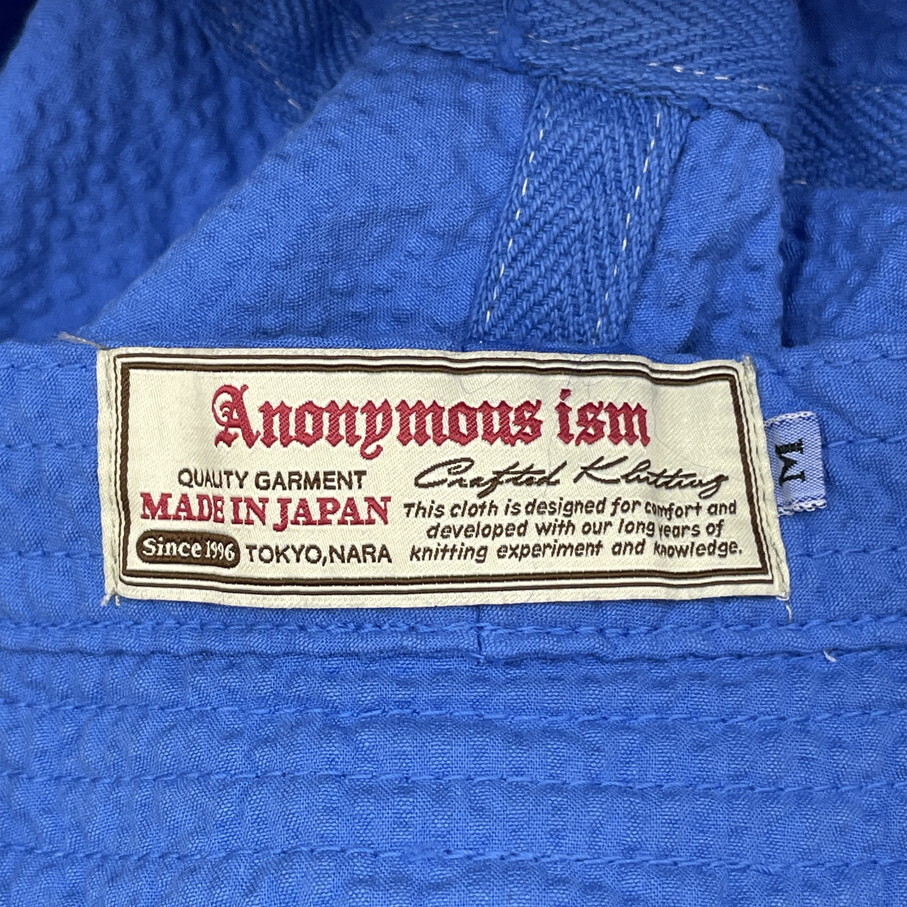 Anonymous ism
QUALITY GARMENT
MADE IN JAPAN
Since 1996 TOKYO,NARA
Crafted Knitting
This cloth is designed for comfort and
developed with our long years of
knitting experiment and knowledge.
M